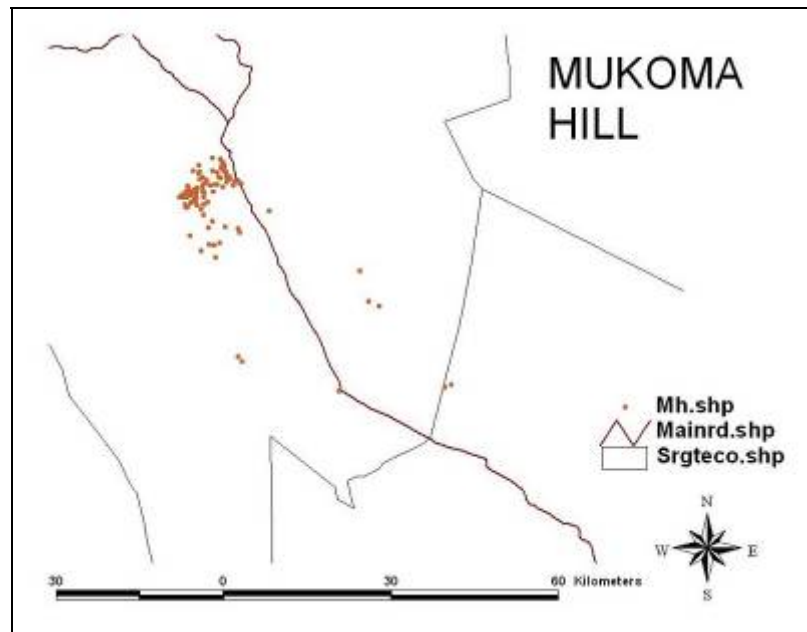 MUKOMA
HILL
Mh.shp
Mainrd.shp
Srgteco.shp
N
W E
S
30 0 30 60 Kilometers